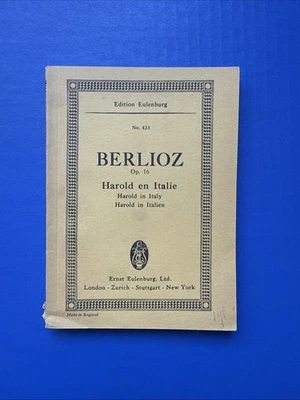 Edition Eulenburg
No. 423
BERLIOZ
Op. 16
Harold en Italie
Harold in Italy
Harold in Italien
Ernst Eulenburg, Ltd.
London - Zurich - Stuttgart - New York
Made in England